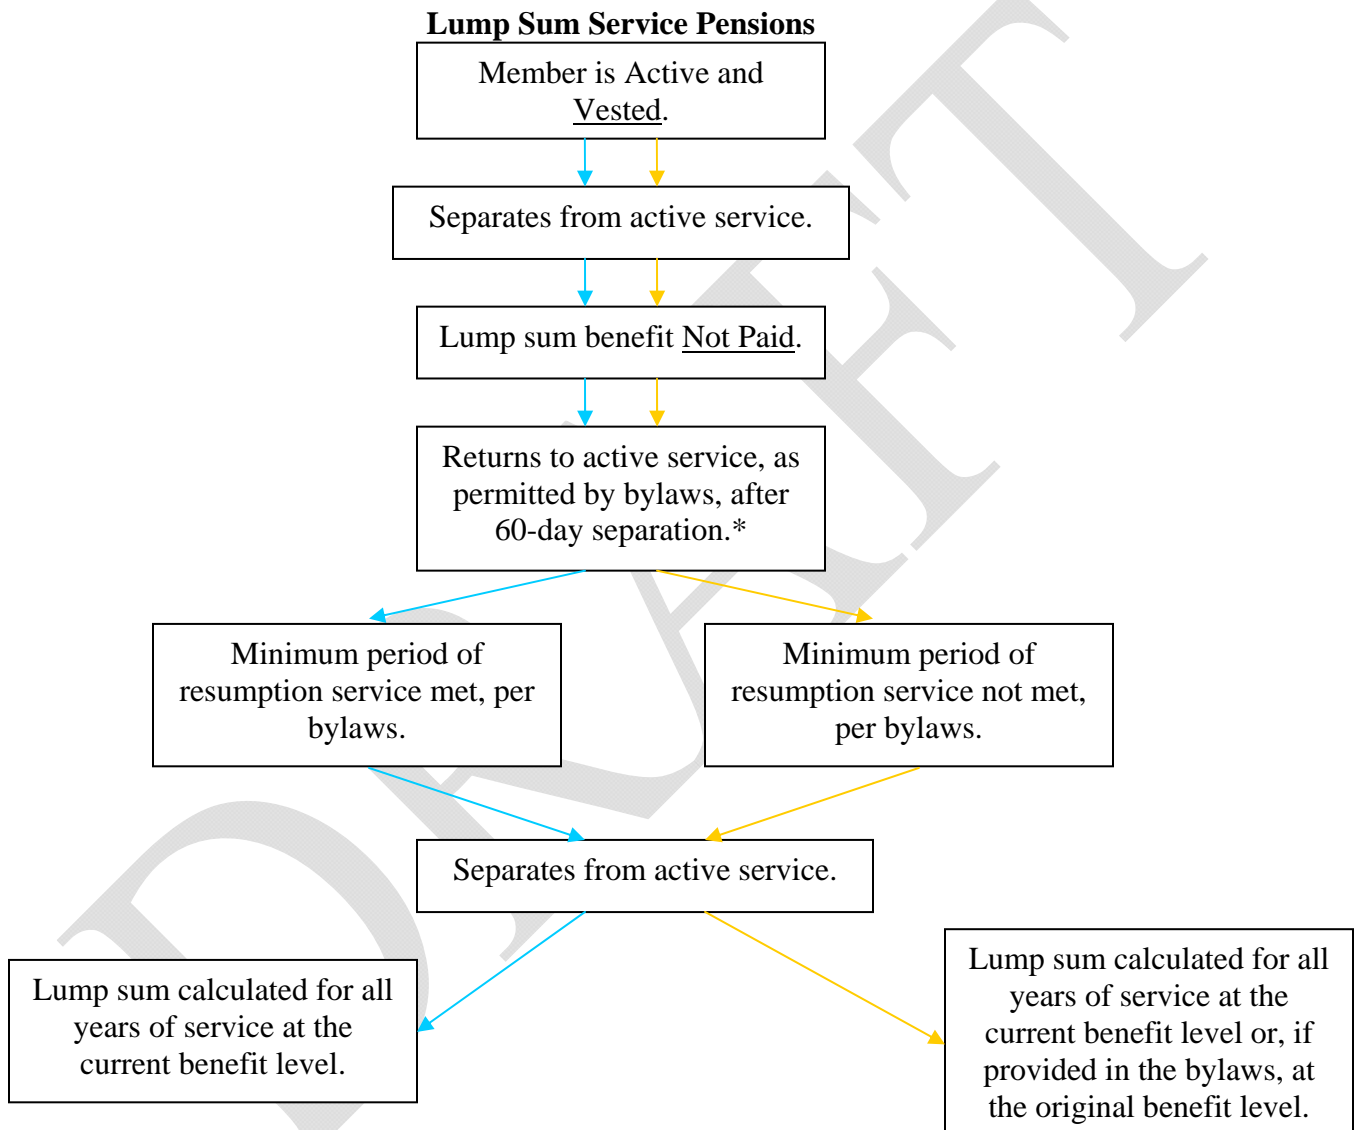 Lump Sum Service Pensions
Member is Active and
Vested.
Separates from active service.
Lump sum benefit Not Paid.
Returns to active service, as
permitted by bylaws, after
60-day separation.*
Minimum period of
resumption service met, per
bylaws.
Minimum period of
resumption service not met,
per bylaws.
Separates from active service.
Lump sum calculated for all
years of service at the
current benefit level.
Lump sum calculated for all
years of service at the
current benefit level or, if
provided in the bylaws, at
the original benefit level.
DRAFT